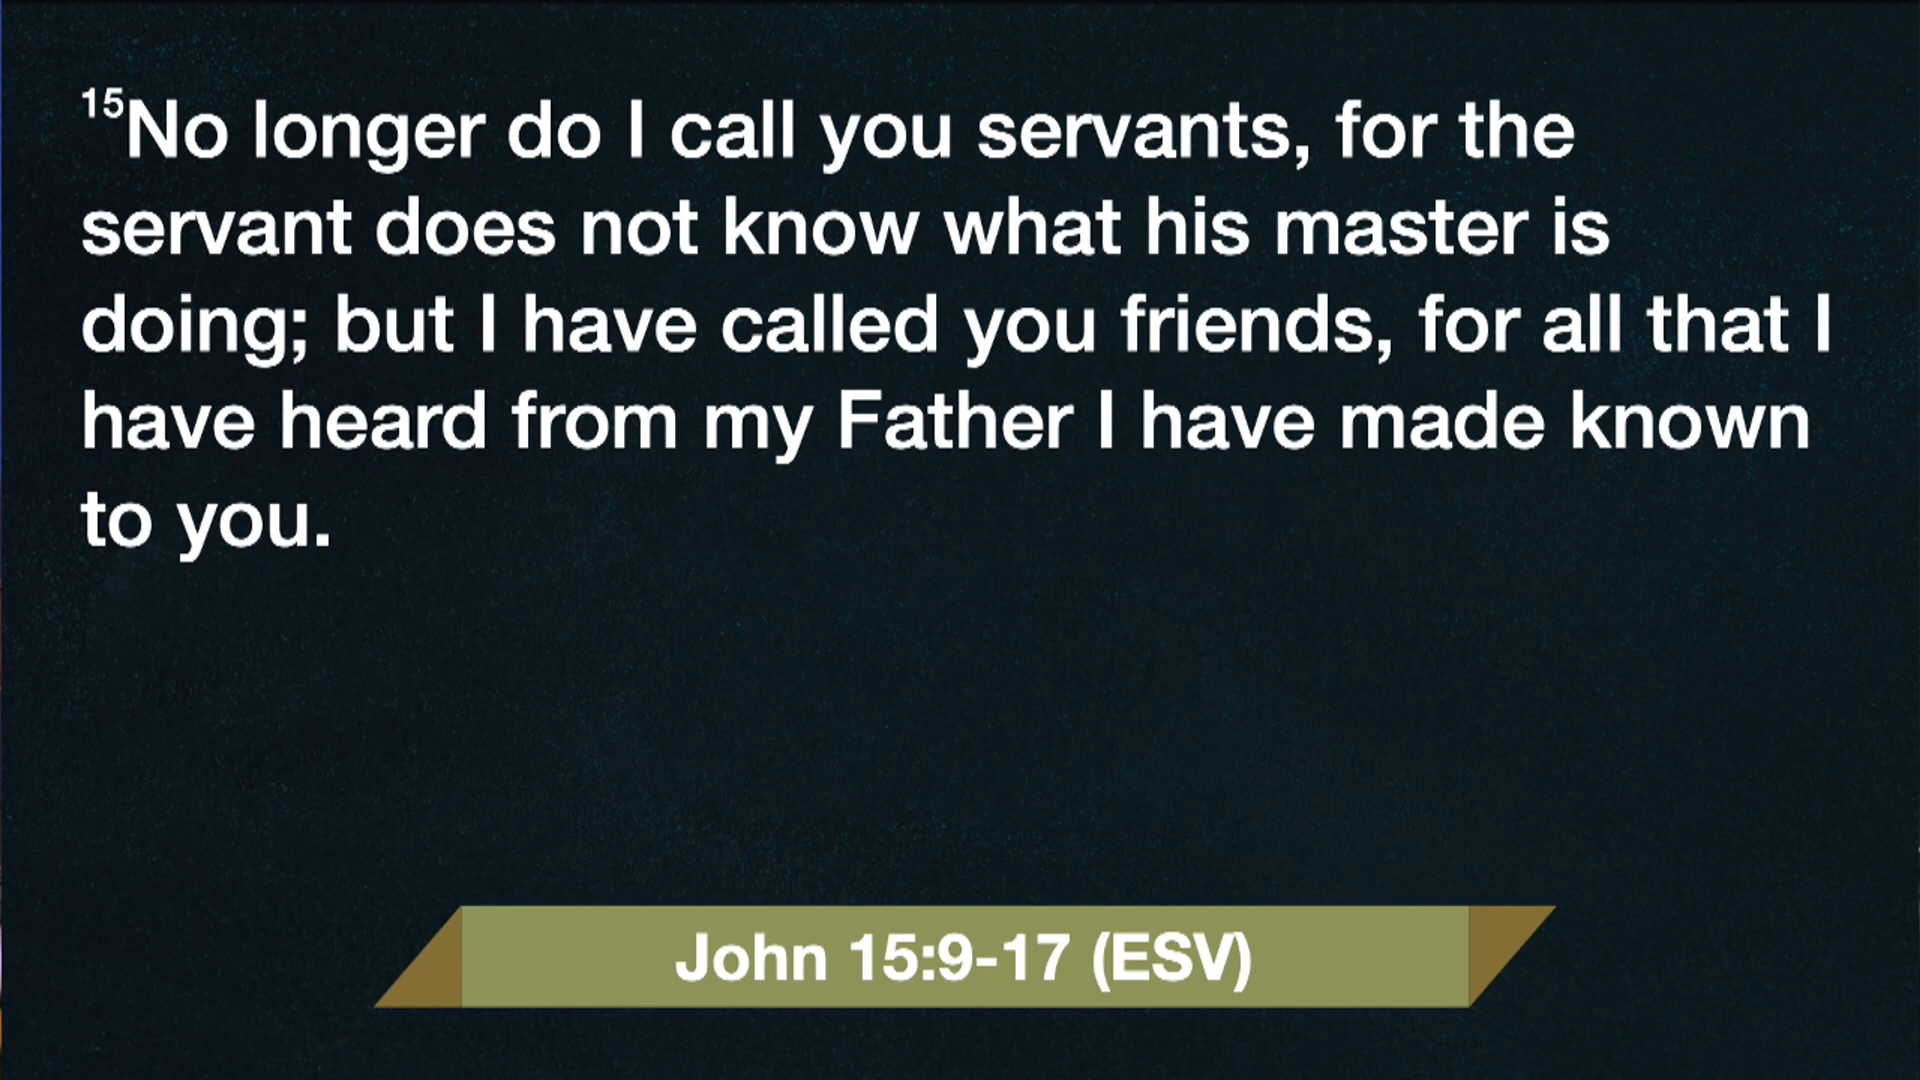 15No longer do I call you servants, for the
servant does not know what his master is
doing; but I have called you friends, for all that I
have heard from my Father I have made known
to you.
John 15:9-17 (ESV)